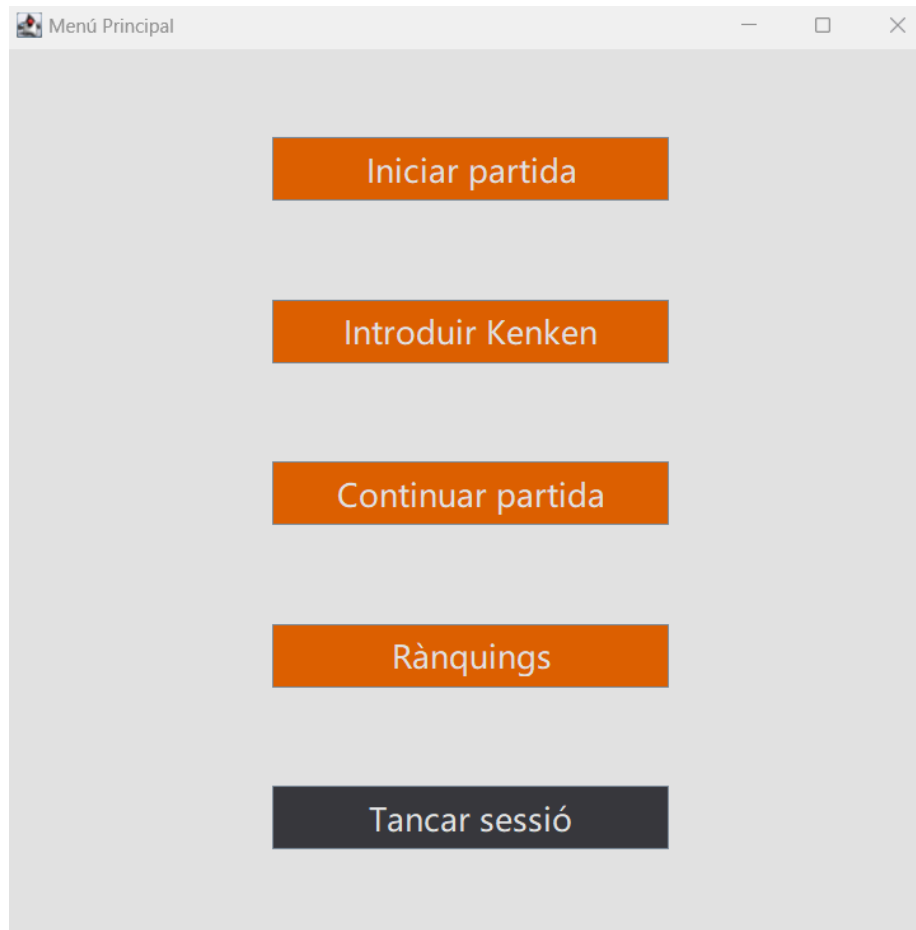 Menú Principal
Iniciar partida
Introduir Kenken
Continuar partida
Rànquings
Tancar sessió